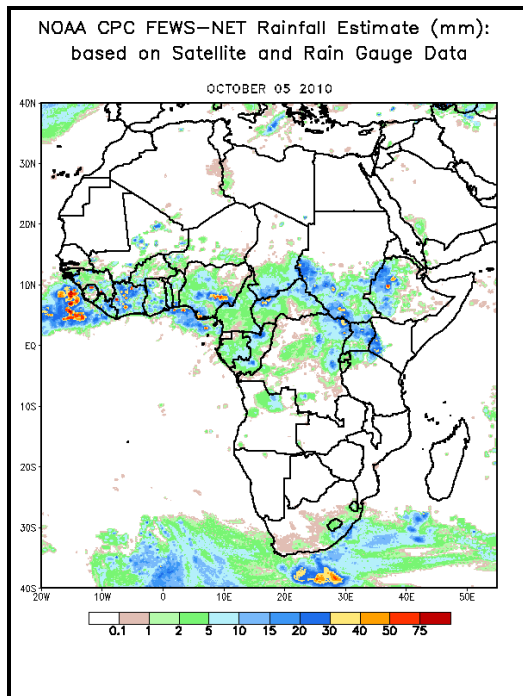 NOAA CPC FEWS-NET Rainfall Estimate (mm):
based on Satellite and Rain Gauge Data
OCTOBER 05 2010
40N
30N
20N
10N
EQ
10S
20S
30S
40S
20W 10W 0 10E 20E 30E 40E 50E
0.1 1 2 5 10 15 20 30 40 50 75